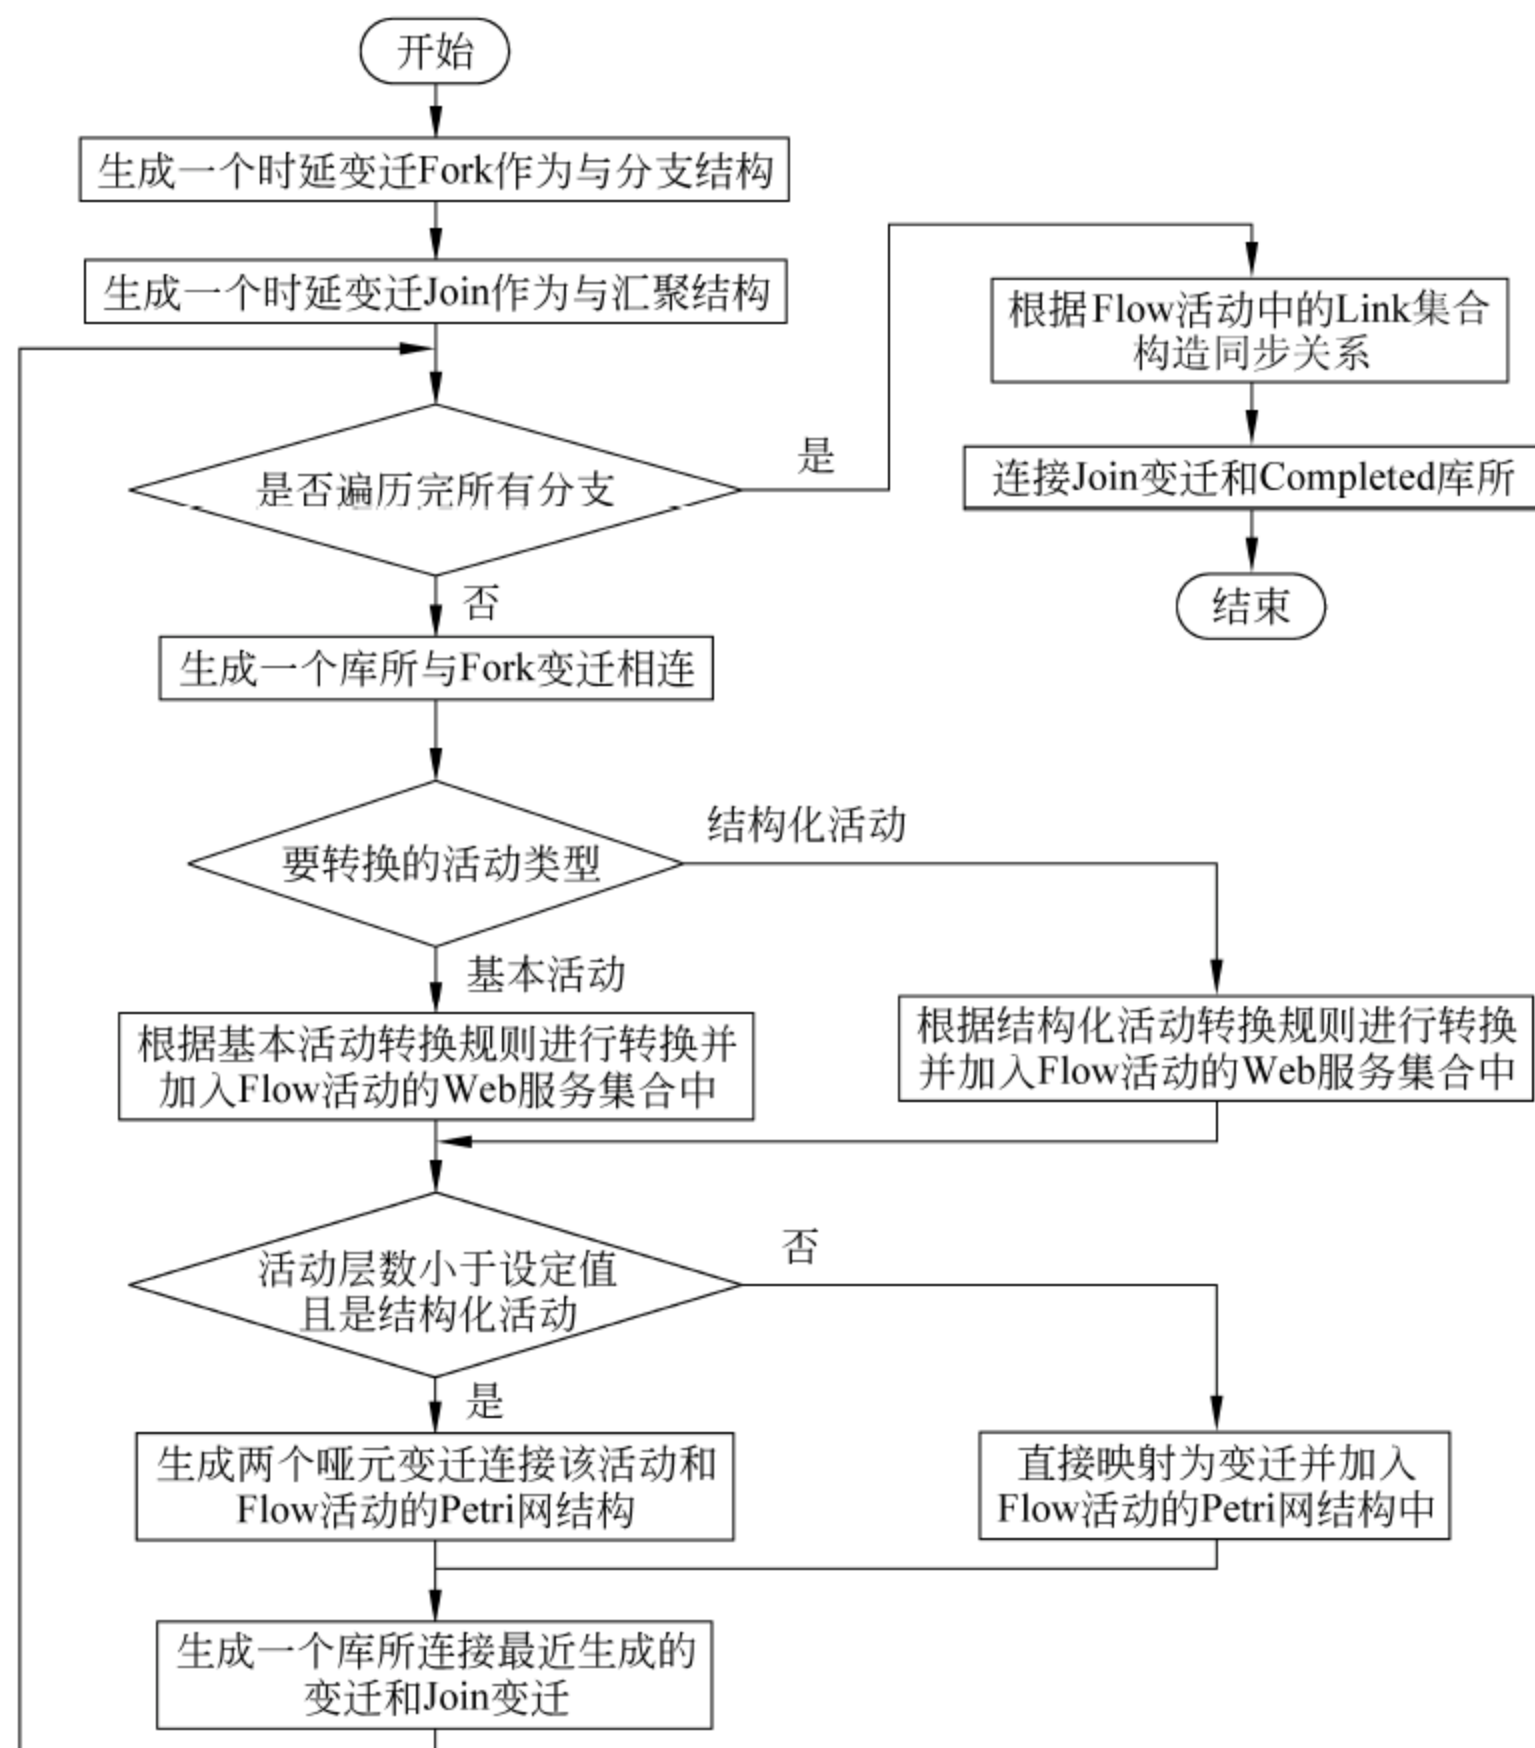 开始
生成一个时延变迁Fork作为与分支结构
生成一个时延变迁Join作为与汇聚结构
是否遍历完所有分支
是
根据Flow活动中的Link集合
构造同步关系
连接Join变迁和Completed库所
结束
否
生成一个库所与Fork变迁相连
要转换的活动类型
结构化活动
基本活动
根据基本活动转换规则进行转换并
加入Flow活动的Web服务集合中
根据结构化活动转换规则进行转换
并加入Flow活动的Web服务集合中
活动层数小于设定值
且是结构化活动
否
是
生成两个哑元变迁连接该活动和
Flow活动的Petri网结构
直接映射为变迁并加入
Flow活动的Petri网结构中
生成一个库所连接最近生成的
变迁和Join变迁